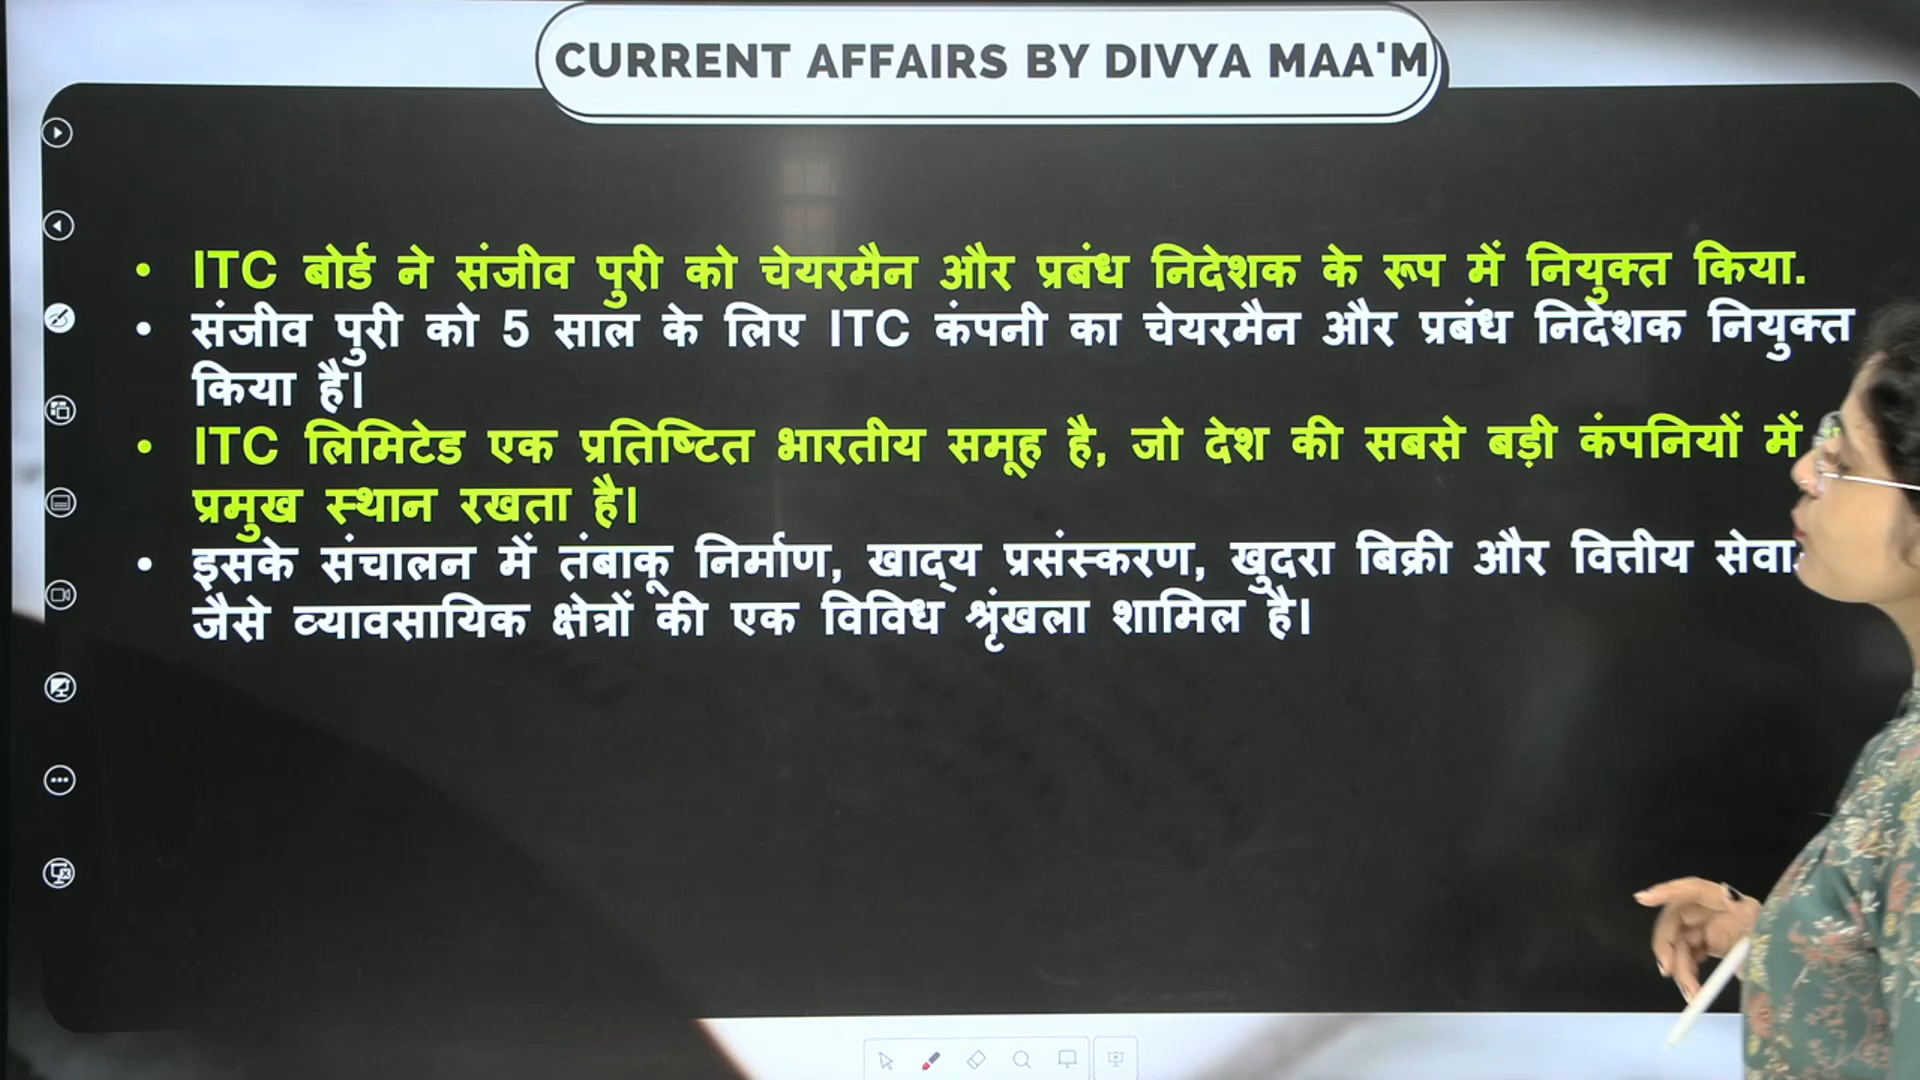 CURRENT AFFAIRS BY DIVYA MAA'M
• ITC बोर्ड ने संजीव पुरी को चेयरमैन और प्रबंध निदेशक के रूप में नियुक्त किया.
• संजीव पुरी को 5 साल के लिए ITC कंपनी का चेयरमैन और प्रबंध निदेशक नियुक्त
किया है।
• ITC लिमिटेड एक प्रतिष्टित भारतीय समूह है, जो देश की सबसे बड़ी कंपनियों में
प्रमुख स्थान रखता है।
• इसके संचालन में तंबाकू निर्माण, खाद्य प्रसंस्करण, खुदरा बिक्री और वित्तीय
जैसे व्यावसायिक क्षेत्रों की एक विविध श्रृंखला शामिल है।